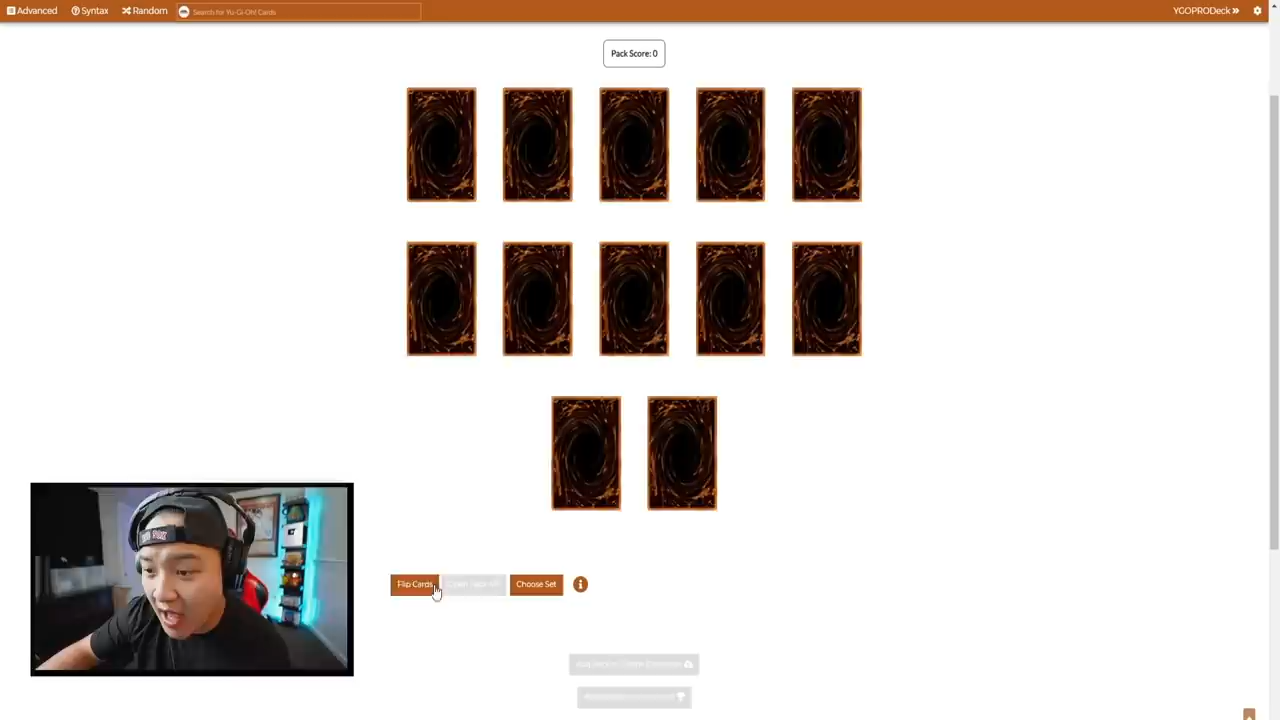 Advanced Syntax Random Search for Yu-Gi-Oh! Cards YGOPRODeck »
Pack Score: 0
Flip Cards Choose Set